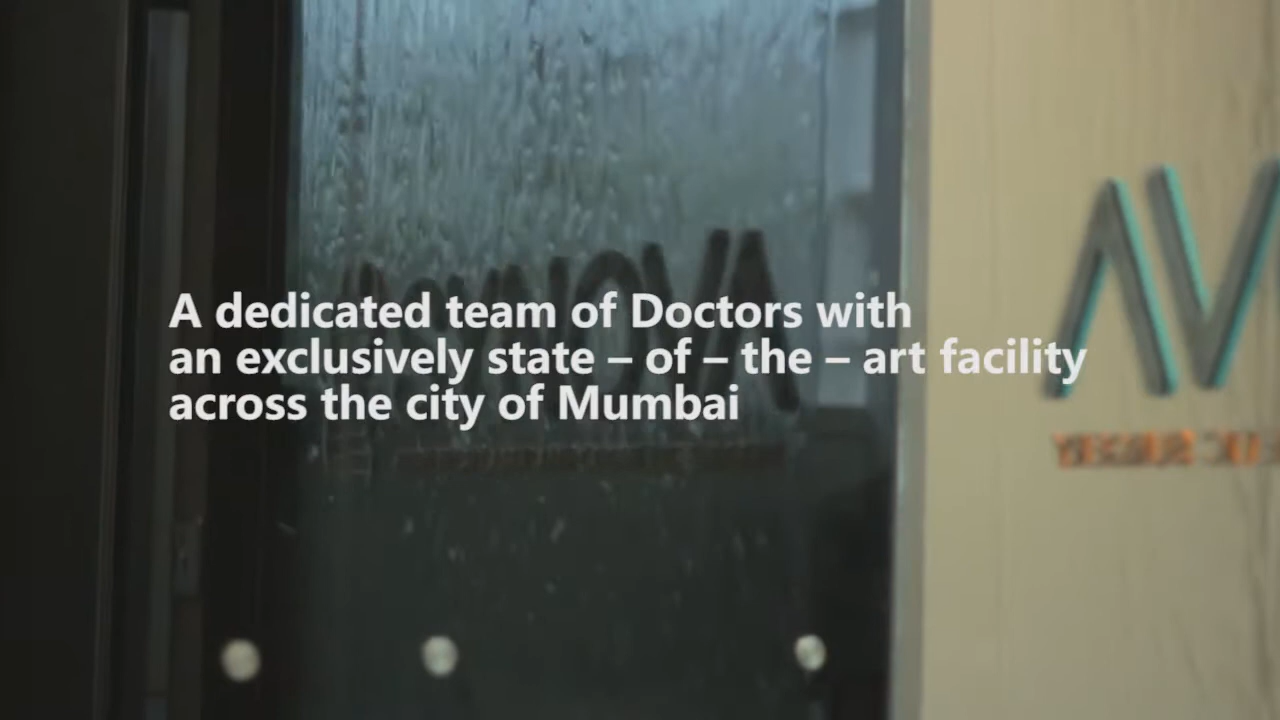 A dedicated team of Doctors with
an exclusively state – of – the – art facility
across the city of Mumbai